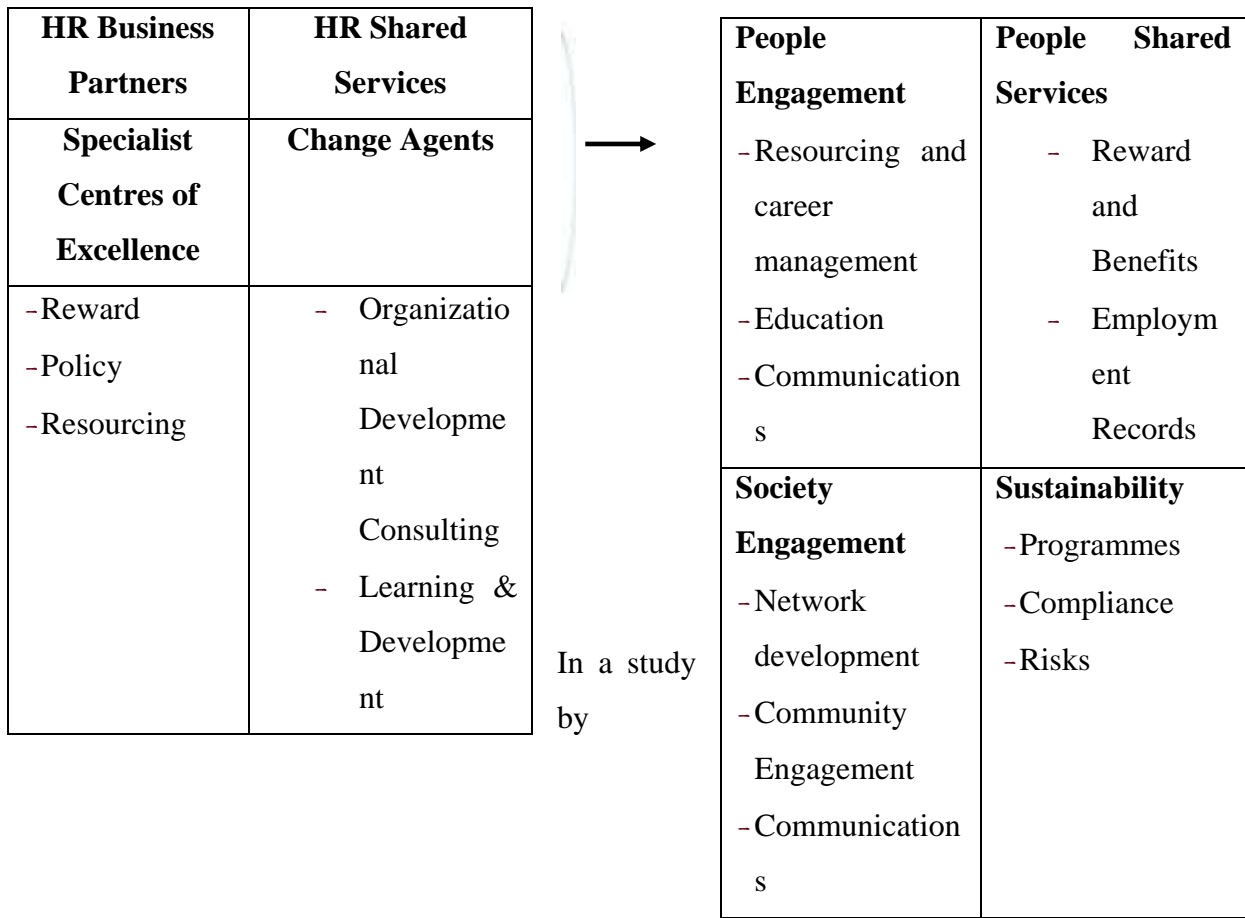 HR Business
Partners
HR Shared
Services
Specialist
Centres of
Excellence
Change Agents
-Reward
-Policy
-Resourcing
- Organizatio
nal
Developme
nt
Consulting
- Learning &
Developme
nt
In a study
by
People
Engagement
-Resourcing and
career
management
-Education
-Communication
s
People Shared
Services
- Reward
and
Benefits
- Employm
ent
Records
Society
Engagement
-Network
development
-Community
Engagement
-Communication
s
Sustainability
-Programmes
-Compliance
-Risks